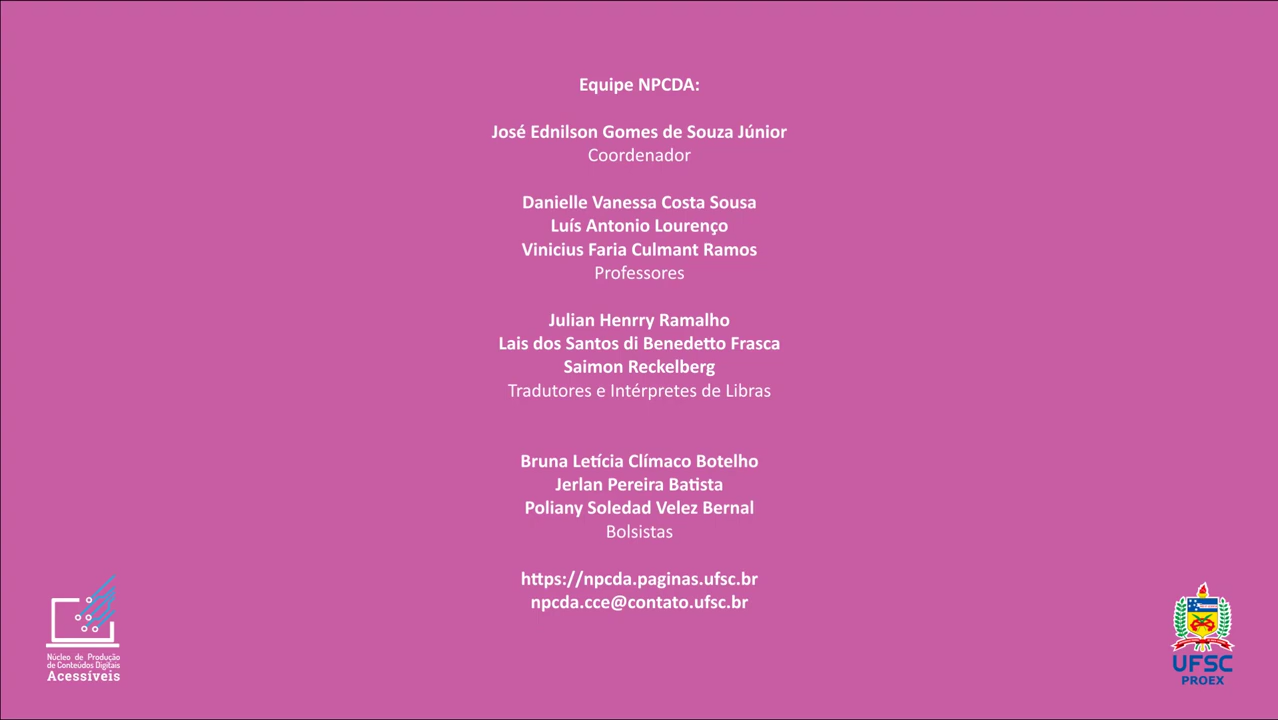 Equipe NPCDA:
José Ednilson Gomes de Souza Júnior
Coordenador
Danielle Vanessa Costa Sousa
Luís Antonio Lourenço
Vinicius Faria Culmant Ramos
Professores
Julian Henrry Ramalho
Lais dos Santos di Benedetto Frasca
Saimon Reckelberg
Tradutores e Intérpretes de Libras
Bruna Letícia Clímaco Botelho
Jerlan Pereira Batista
Poliany Soledad Velez Bernal
Bolsistas
https://npcda.paginas.ufsc.br
npcda.cce@contato.ufsc.br
Núcleo de Produção
de Conteúdos Digitais
Acessíveis
UFSC
PROEX